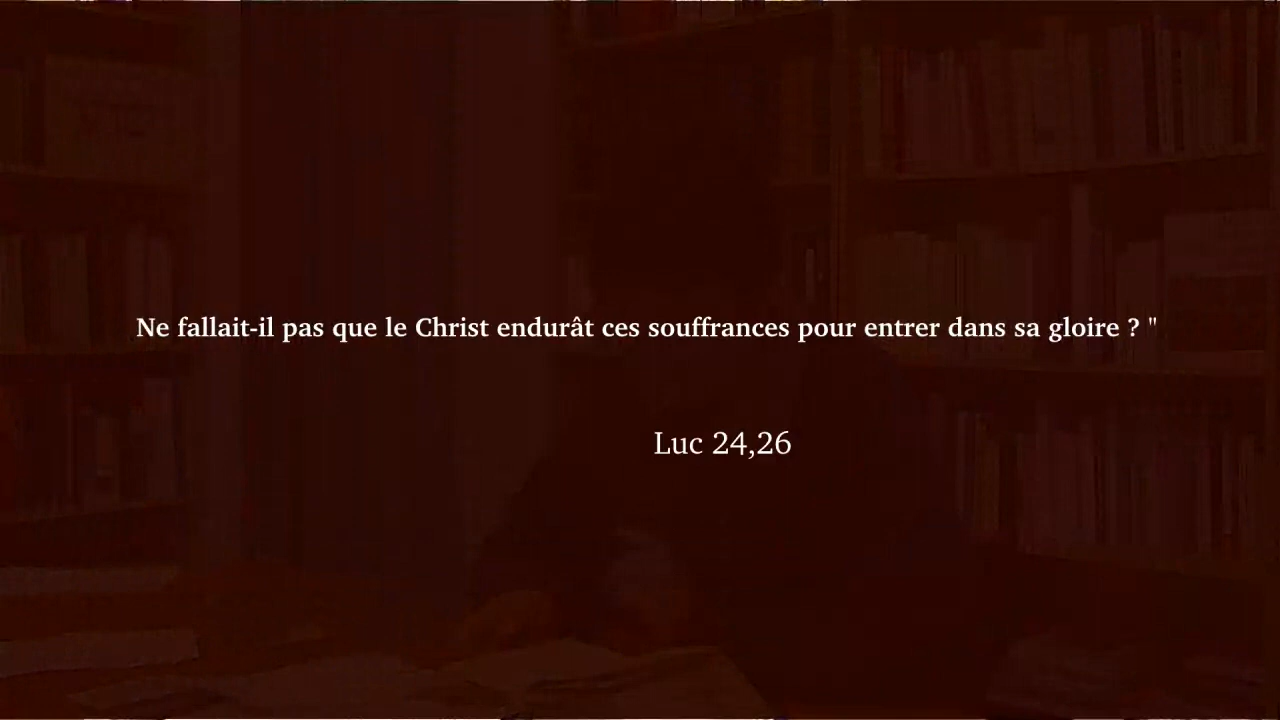 Ne fallait-il pas que le Christ endurât ces souffrances pour entrer dans sa gloire ? "
Luc 24,26